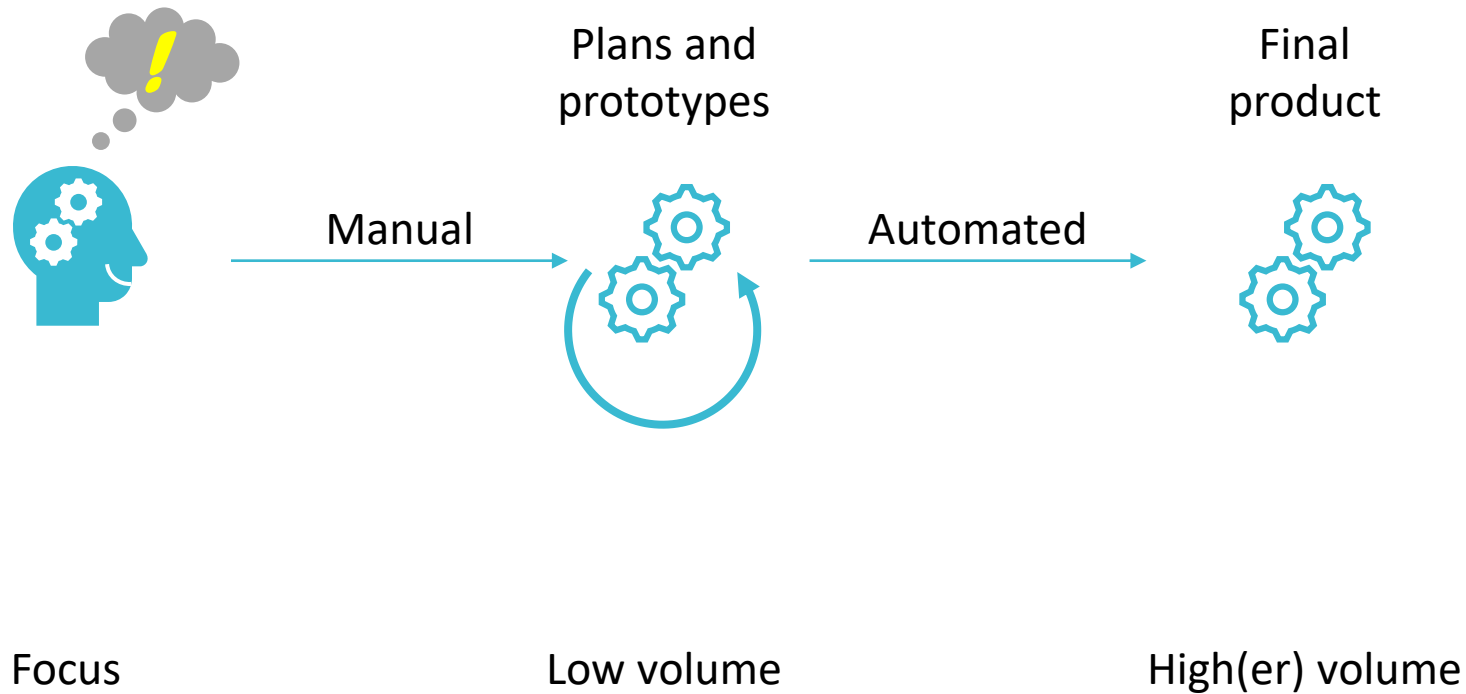 !
Plans and
prototypes
Final
product
Manual
Automated
Focus
Low volume
High(er) volume